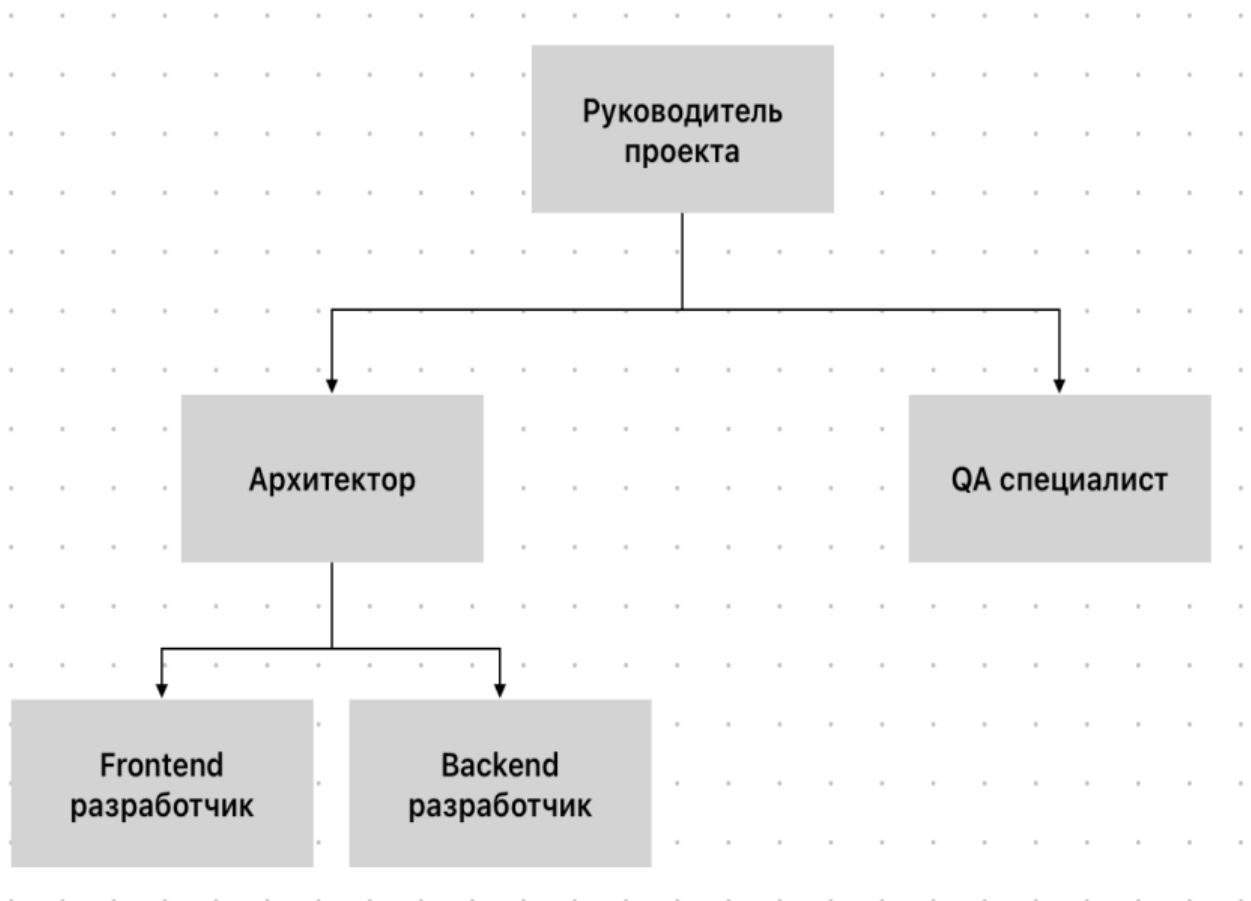 Руководитель
проекта
Архитектор
QA специалист
Frontend
разработчик
Backend
разработчик